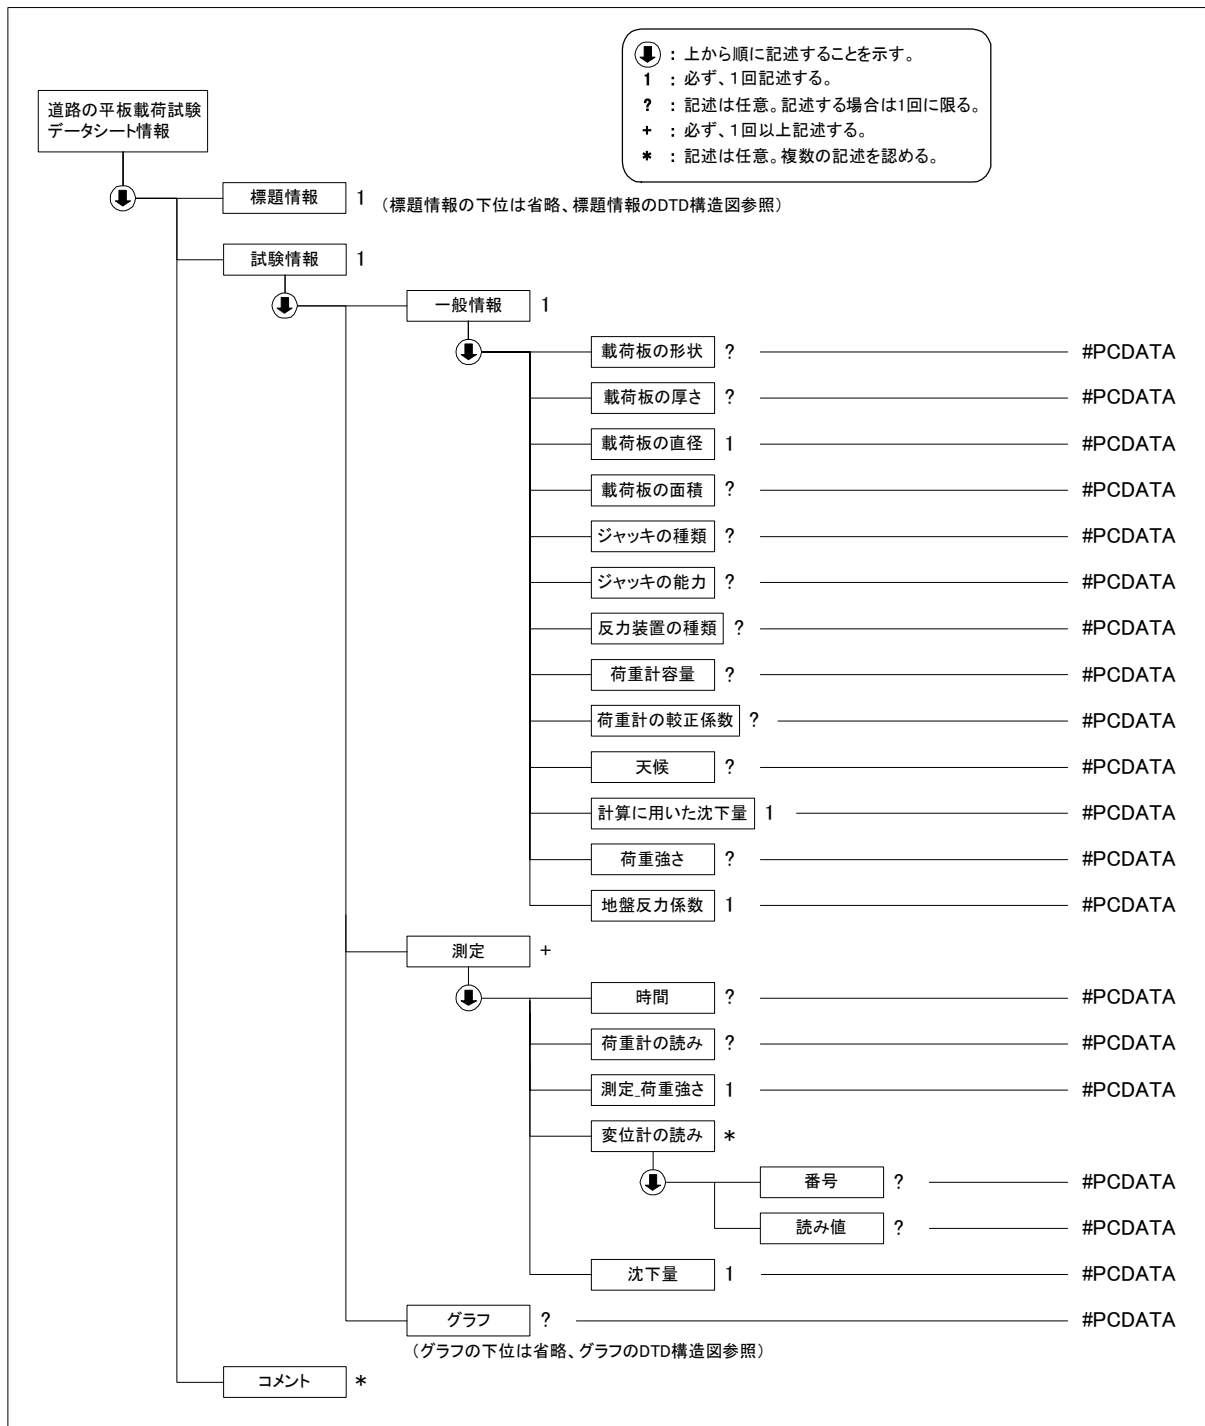 : 上から順に記述することを示す。
1 : 必ず、1回記述する。
? : 記述は任意。記述する場合は1回に限る。
+ : 必ず、1回以上記述する。
* : 記述は任意。複数の記述を認める。
道路の平板載荷試験
データシート情報
標題情報 1 (標題情報の下位は省略、標題情報のDTD構造図参照)
試験情報 1
一般情報 1
載荷板の形状 ? #PCDATA
載荷板の厚さ ? #PCDATA
載荷板の直径 1 #PCDATA
載荷板の面積 ? #PCDATA
ジャッキの種類 ? #PCDATA
ジャッキの能力 ? #PCDATA
反力装置の種類 ? #PCDATA
荷重計容量 ? #PCDATA
荷重計の較正係数 ? #PCDATA
天候 ? #PCDATA
計算に用いた沈下量 1 #PCDATA
荷重強さ ? #PCDATA
地盤反力係数 1 #PCDATA
測定 +
時間 ? #PCDATA
荷重計の読み ? #PCDATA
測定_荷重強さ 1 #PCDATA
変位計の読み *
番号 ? #PCDATA
読み値 ? #PCDATA
沈下量 1 #PCDATA
グラフ ? #PCDATA
(グラフの下位は省略、グラフのDTD構造図参照)
コメント *